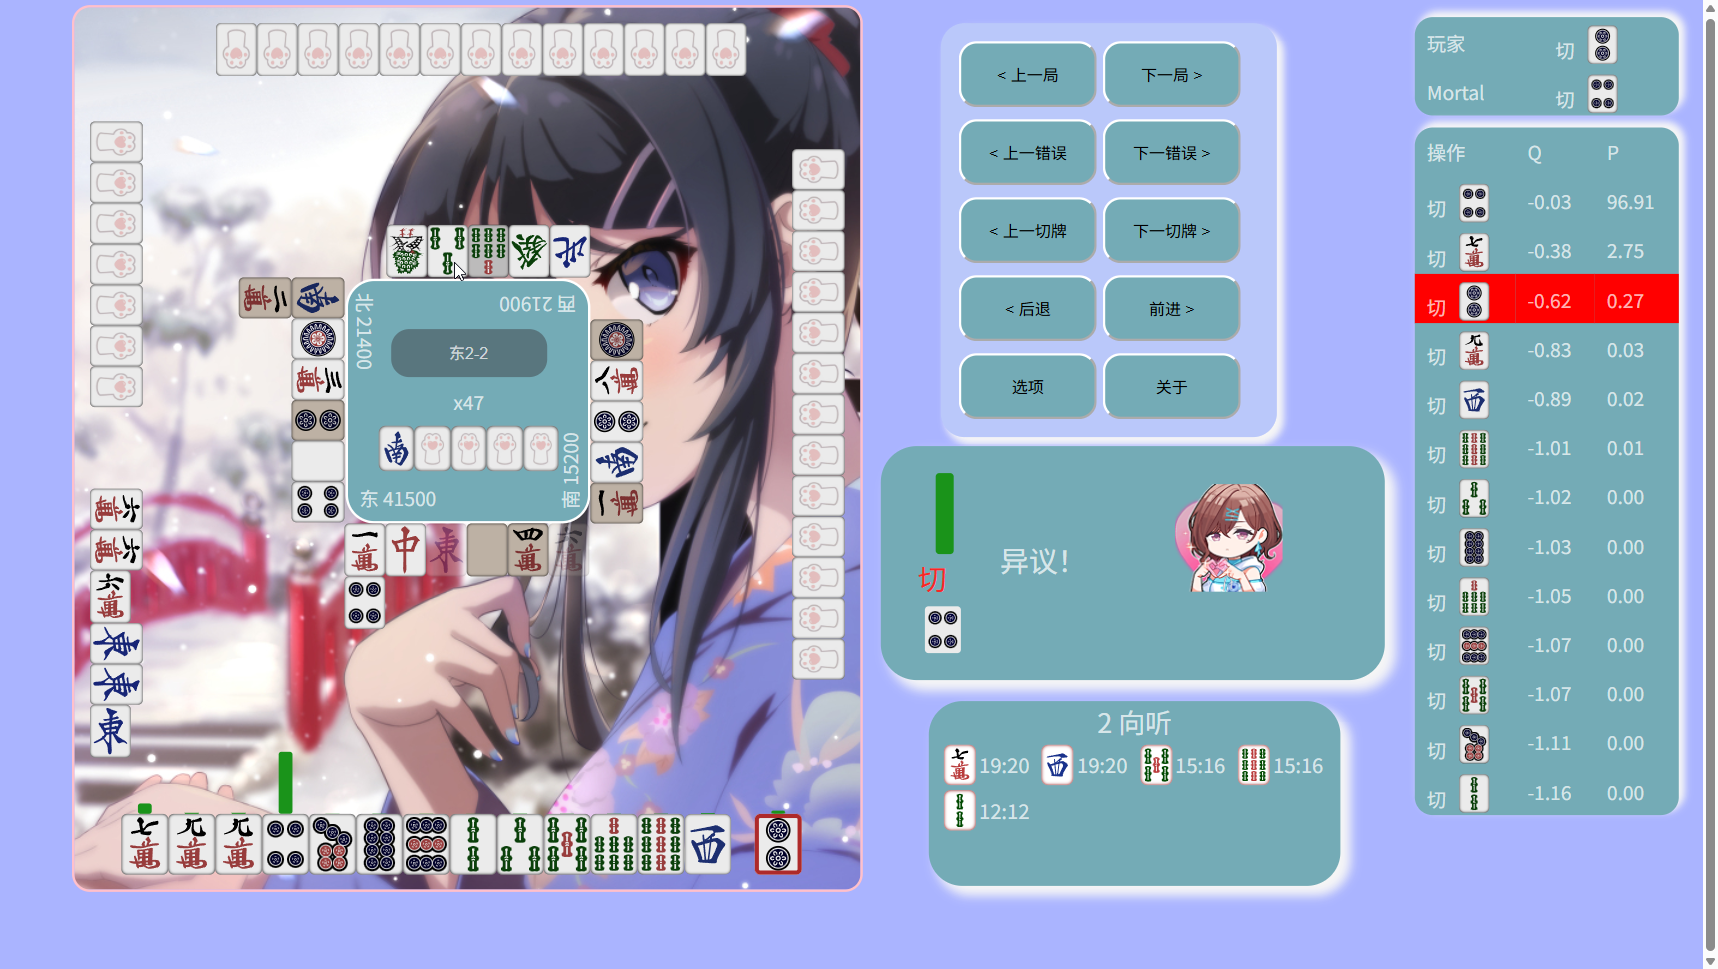 北 21400
西 21900
东2-2
x47
南 15200
东 41500
< 上一局
下一局 >
< 上一错误
下一错误 >
< 上一切牌
下一切牌 >
< 后退
前进 >
选项
关于
切
异议!
2 向听
19:20
19:20
15:16
15:16
12:12
玩家 切
Mortal 切
操作 Q P
切 -0.03 96.91
切 -0.38 2.75
切 -0.62 0.27
切 -0.83 0.03
切 -0.89 0.02
切 -1.01 0.01
切 -1.02 0.00
切 -1.03 0.00
切 -1.05 0.00
切 -1.07 0.00
切 -1.07 0.00
切 -1.11 0.00
切 -1.16 0.00